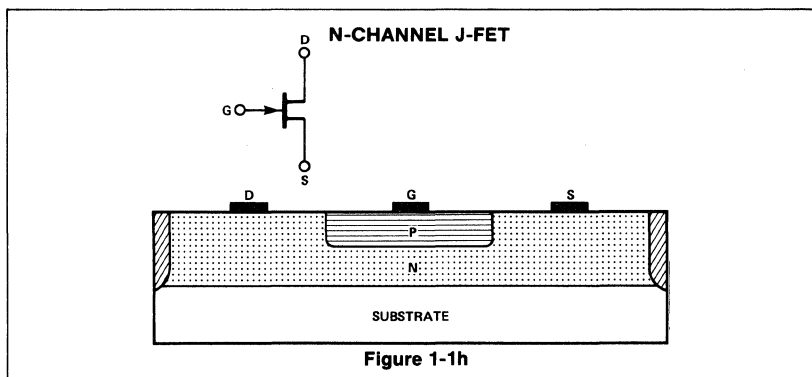 N-CHANNEL J-FET
D
G
S
D G S
P
N
SUBSTRATE
Figure 1-1h